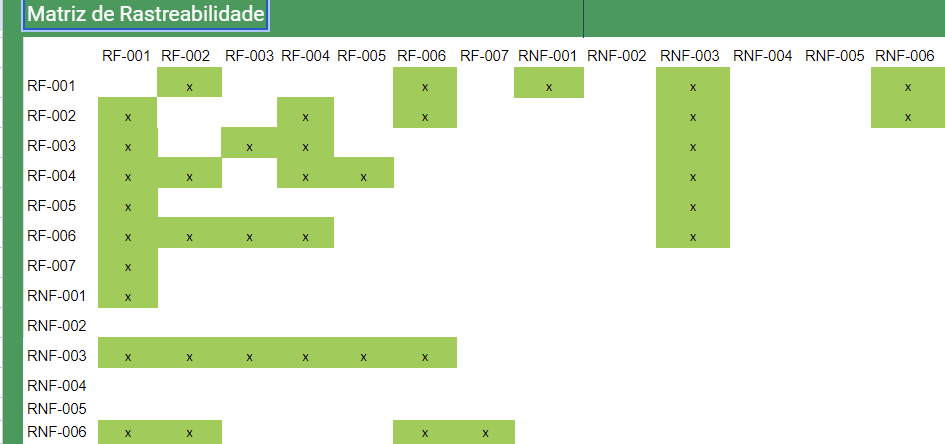 Matriz de Rastreabilidade
RF-001 RF-002 RF-003 RF-004 RF-005 RF-006 RF-007 RNF-001 RNF-002 RNF-003 RNF-004 RNF-005 RNF-006
RF-001 x x x x x
RF-002 x x x x x
RF-003 x x x x
RF-004 x x x x x
RF-005 x x
RF-006 x x x x x
RF-007 x
RNF-001 x
RNF-002
RNF-003 x x x x x x
RNF-004
RNF-005
RNF-006 x x x x